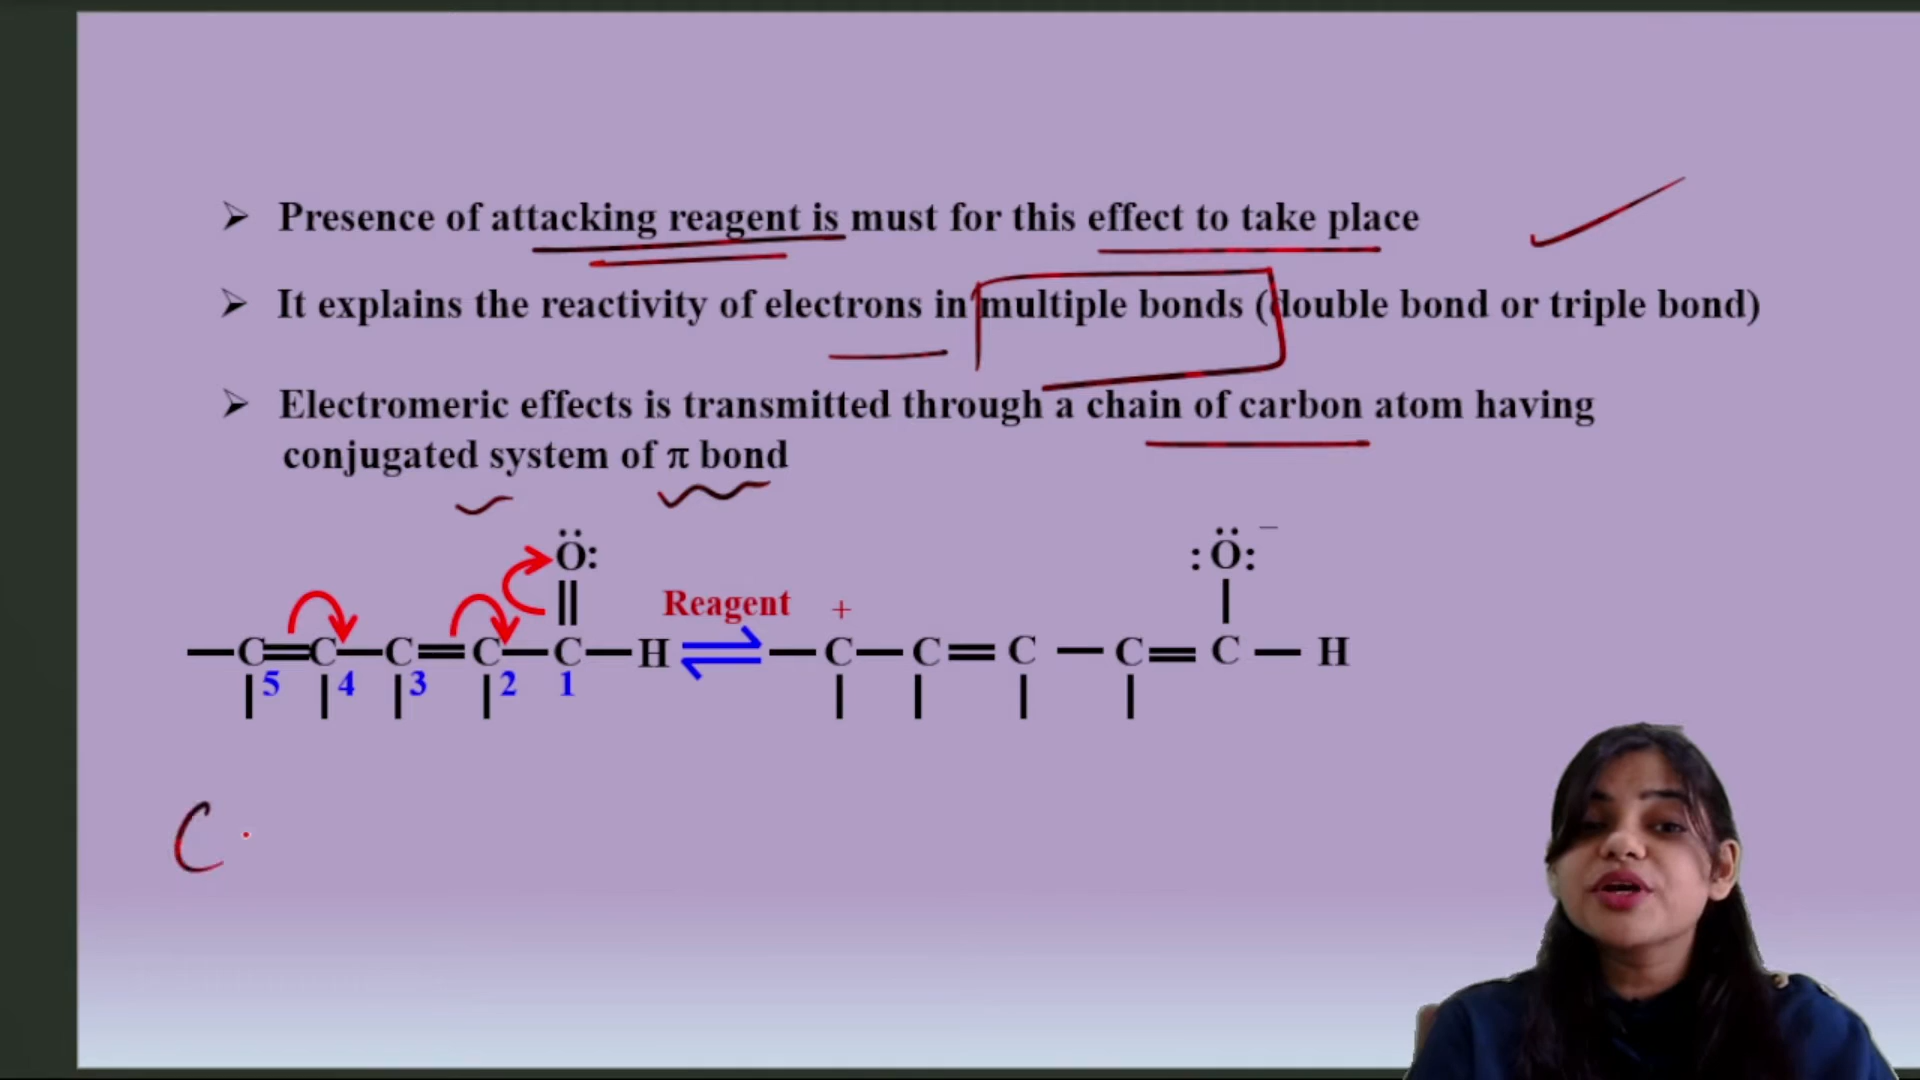 ➢ Presence of attacking reagent is must for this effect to take place
➢ It explains the reactivity of electrons in multiple bonds (double bond or triple bond)
➢ Electromeric effects is transmitted through a chain of carbon atom having
conjugated system of π bond
Ö: :Ö:⁻
|| Reagent + |
—C=C—C=C—C—H ⇌ —C—C=C—C=C—H
|5 |4 |3 |2 1 | | | |
C